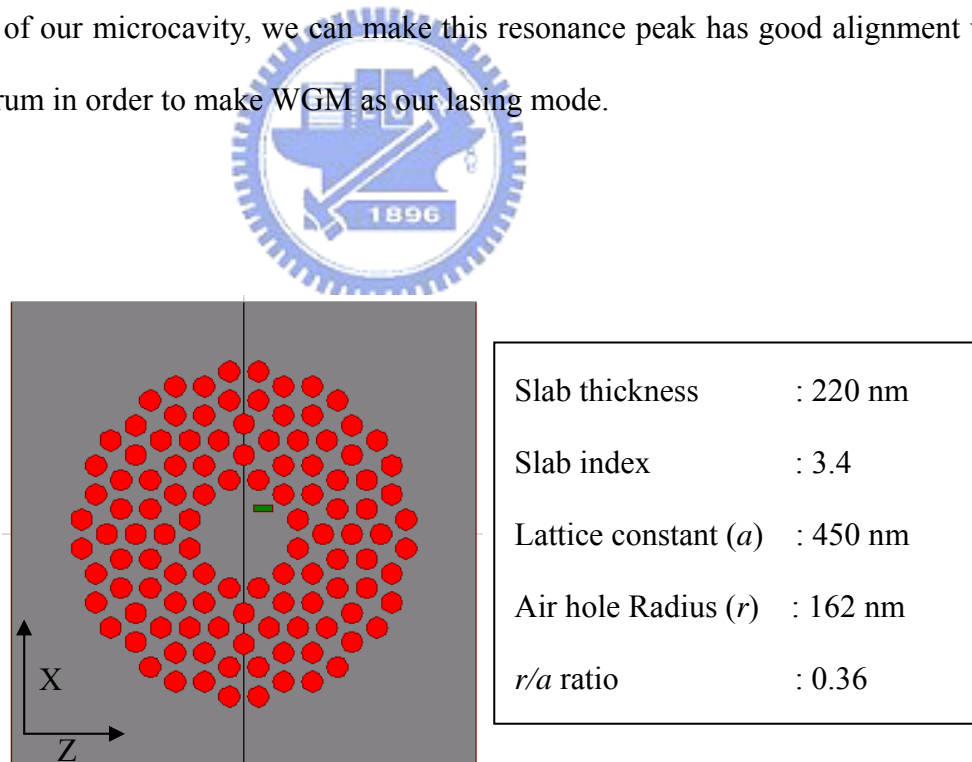 of our microcavity, we can make this resonance peak has good alignment
rum in order to make WGM as our lasing mode.
1896
Slab thickness : 220 nm
Slab index : 3.4
Lattice constant (a) : 450 nm
Air hole Radius (r) : 162 nm
r/a ratio : 0.36
X
Z